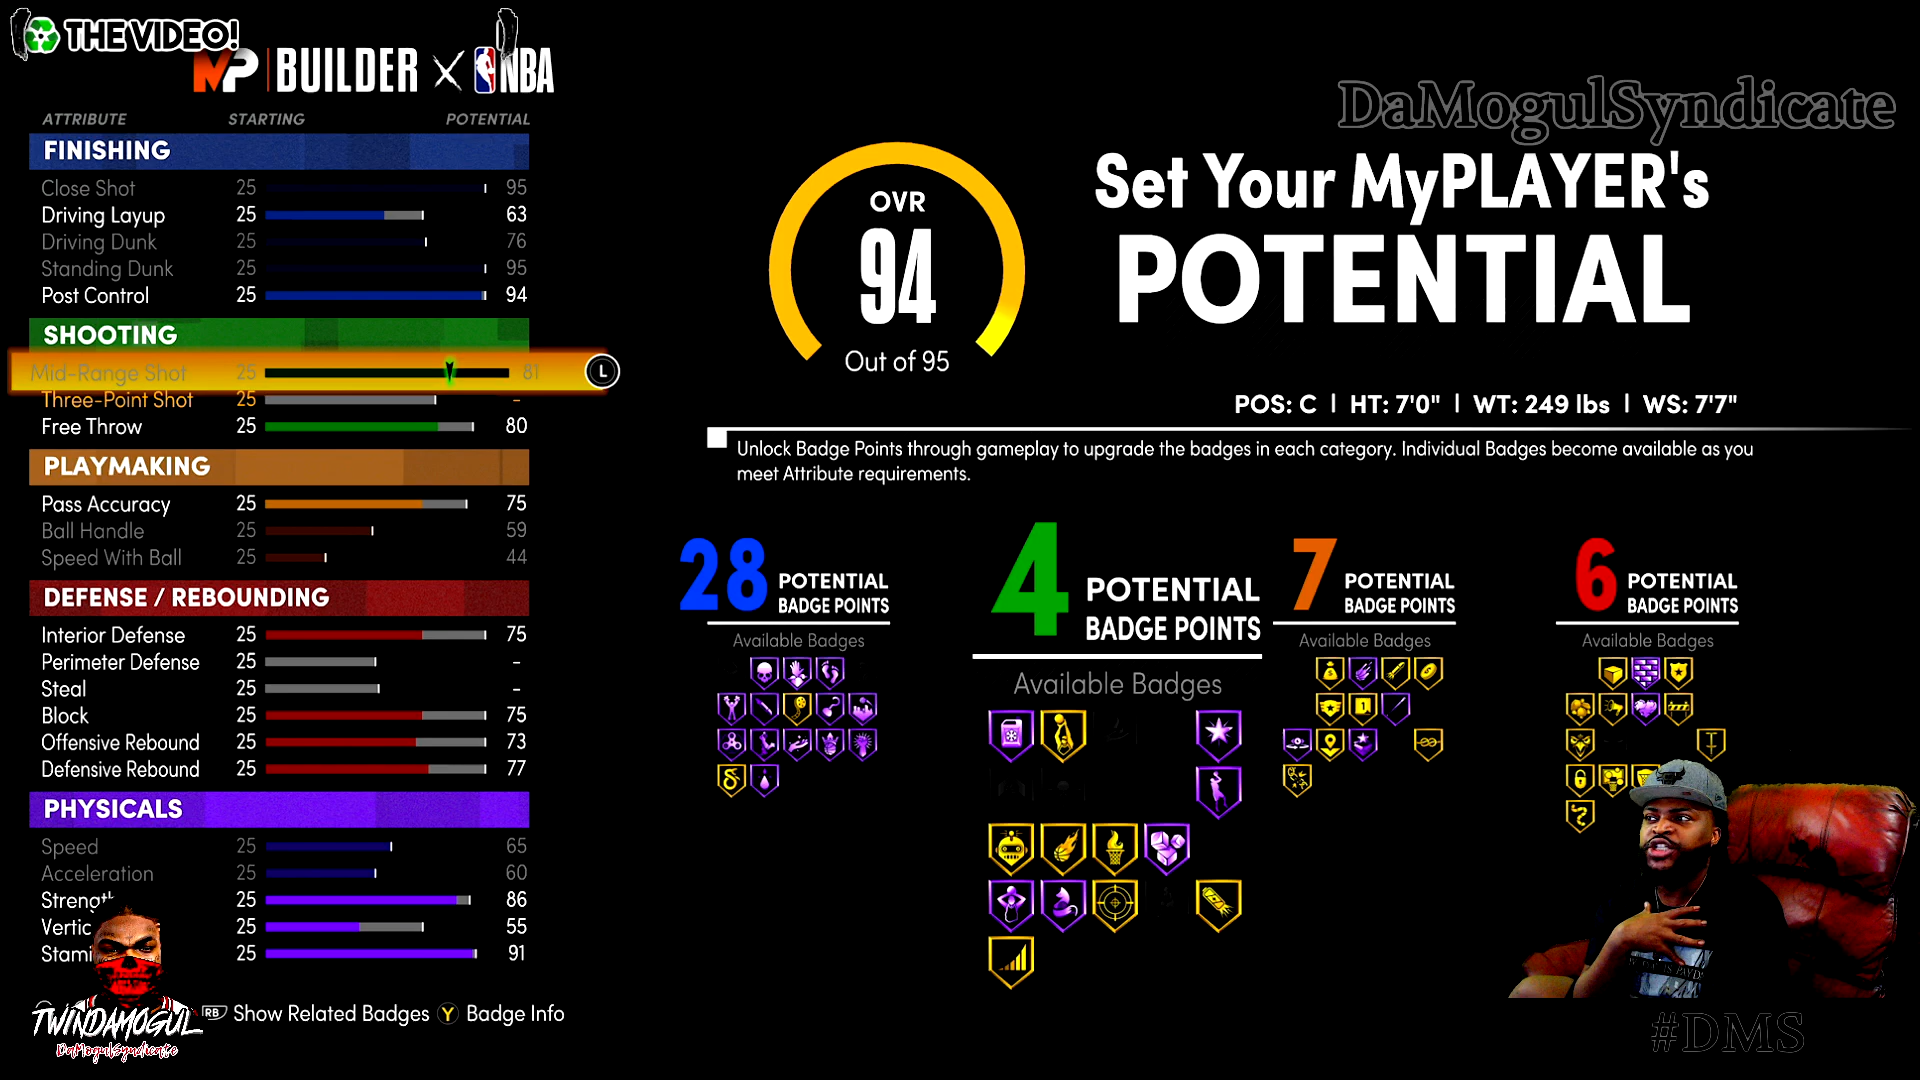 THE VIDEO!
MP | BUILDER X NBA
DaMogulSyndicate
ATTRIBUTE STARTING POTENTIAL
FINISHING
Close Shot 25 95
Driving Layup 25 63
Driving Dunk 25 76
Standing Dunk 25 95
Post Control 25 94
SHOOTING
Mid-Range Shot 25 81 L
Three-Point Shot 25 -
Free Throw 25 80
PLAYMAKING
Pass Accuracy 25 75
Ball Handle 25 59
Speed With Ball 25 44
DEFENSE / REBOUNDING
Interior Defense 25 75
Perimeter Defense 25 -
Steal 25 -
Block 25 75
Offensive Rebound 25 73
Defensive Rebound 25 77
PHYSICALS
Speed 25 65
Acceleration 25 60
Strength 25 86
Vertic 25 55
Stami 25 91
RB Show Related Badges Y Badge Info
TWINDAMOGUL
DaMogulSyndicate
OVR
94
Out of 95
Set Your MyPLAYER's
POTENTIAL
POS: C | HT: 7'0" | WT: 249 lbs | WS: 7'7"
Unlock Badge Points through gameplay to upgrade the badges in each category. Individual Badges become available as you
meet Attribute requirements.
28 POTENTIAL
BADGE POINTS
Available Badges
4 POTENTIAL
BADGE POINTS
Available Badges
7 POTENTIAL
BADGE POINTS
Available Badges
6 POTENTIAL
BADGE POINTS
Available Badges
#DMS